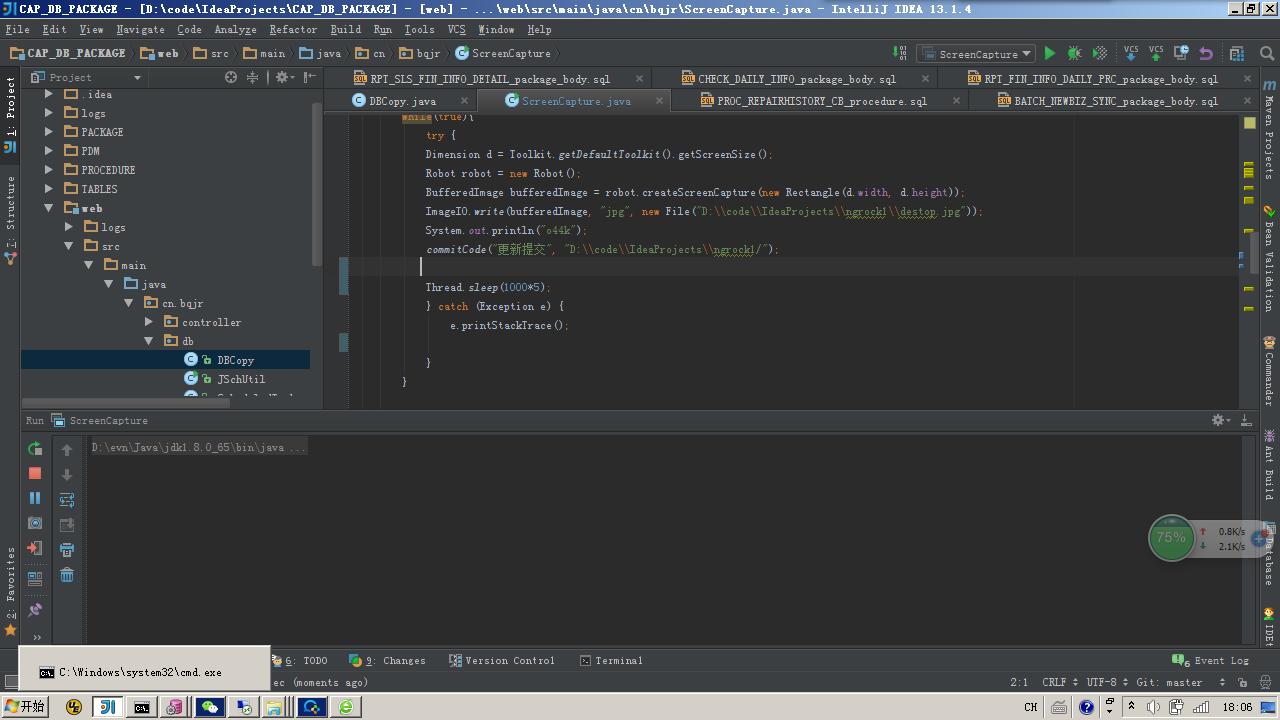 CAP_DB_PACKAGE - [D:\code\IdeaProjects\CAP_DB_PACKAGE] - [web] - ...\web\src\main\java\cn\bqjr\ScreenCapture.java - IntelliJ IDEA 13.1.4
File Edit View Navigate Code Analyze Refactor Build Run Tools VCS Window Help
CAP_DB_PACKAGE web src main java cn bqjr ScreenCapture.java
ScreenCapture VCS VCS
Project
RPT_SLS_FIN_INFO_DETAIL_package_body.sql CHECK_DAILY_INFO_package_body.sql RPT_FIN_INFO_DAILY_PRC_package_body.sql
DBCopy.java ScreenCapture.java PROC_REPAIRHISTORY_CB_procedure.sql BATCH_NEWBIZ_SYNC_package_body.sql
1: Project
7: Structure
2: Favorites
.idea
logs
PACKAGE
PDM
PROCEDURE
TABLES
web
logs
src
main
java
cn.bqjr
controller
db
DBCopy
JSchUtil
while(true){
try {
Dimension d = Toolkit.getDefaultToolkit().getScreenSize();
Robot robot = new Robot();
BufferedImage bufferedImage = robot.createScreenCapture(new Rectangle(d.width, d.height));
ImageIO.write(bufferedImage, "jpg", new File("D:\\code\\IdeaProjects\\ngrock1\\destop.jpg"));
System.out.println("o44k");
commitCode("更新提交", "D:\\code\\IdeaProjects\\ngrock1/");
Thread.sleep(1000*5);
} catch (Exception e) {
e.printStackTrace();
}
}
Maven Projects
Bean Validation
Commander
Ant Build
Database
IDEt
Run ScreenCapture
D:\evn\Java\jdk1.8.0_65\bin\java ...
75% 0.8K/s
2.1K/s
C:\Windows\system32\cmd.exe
6: TODO 9: Changes Version Control Terminal 6 Event Log
ec (moments ago) 2:1 CRLF UTF-8 Git: master
开始 CH 18:06